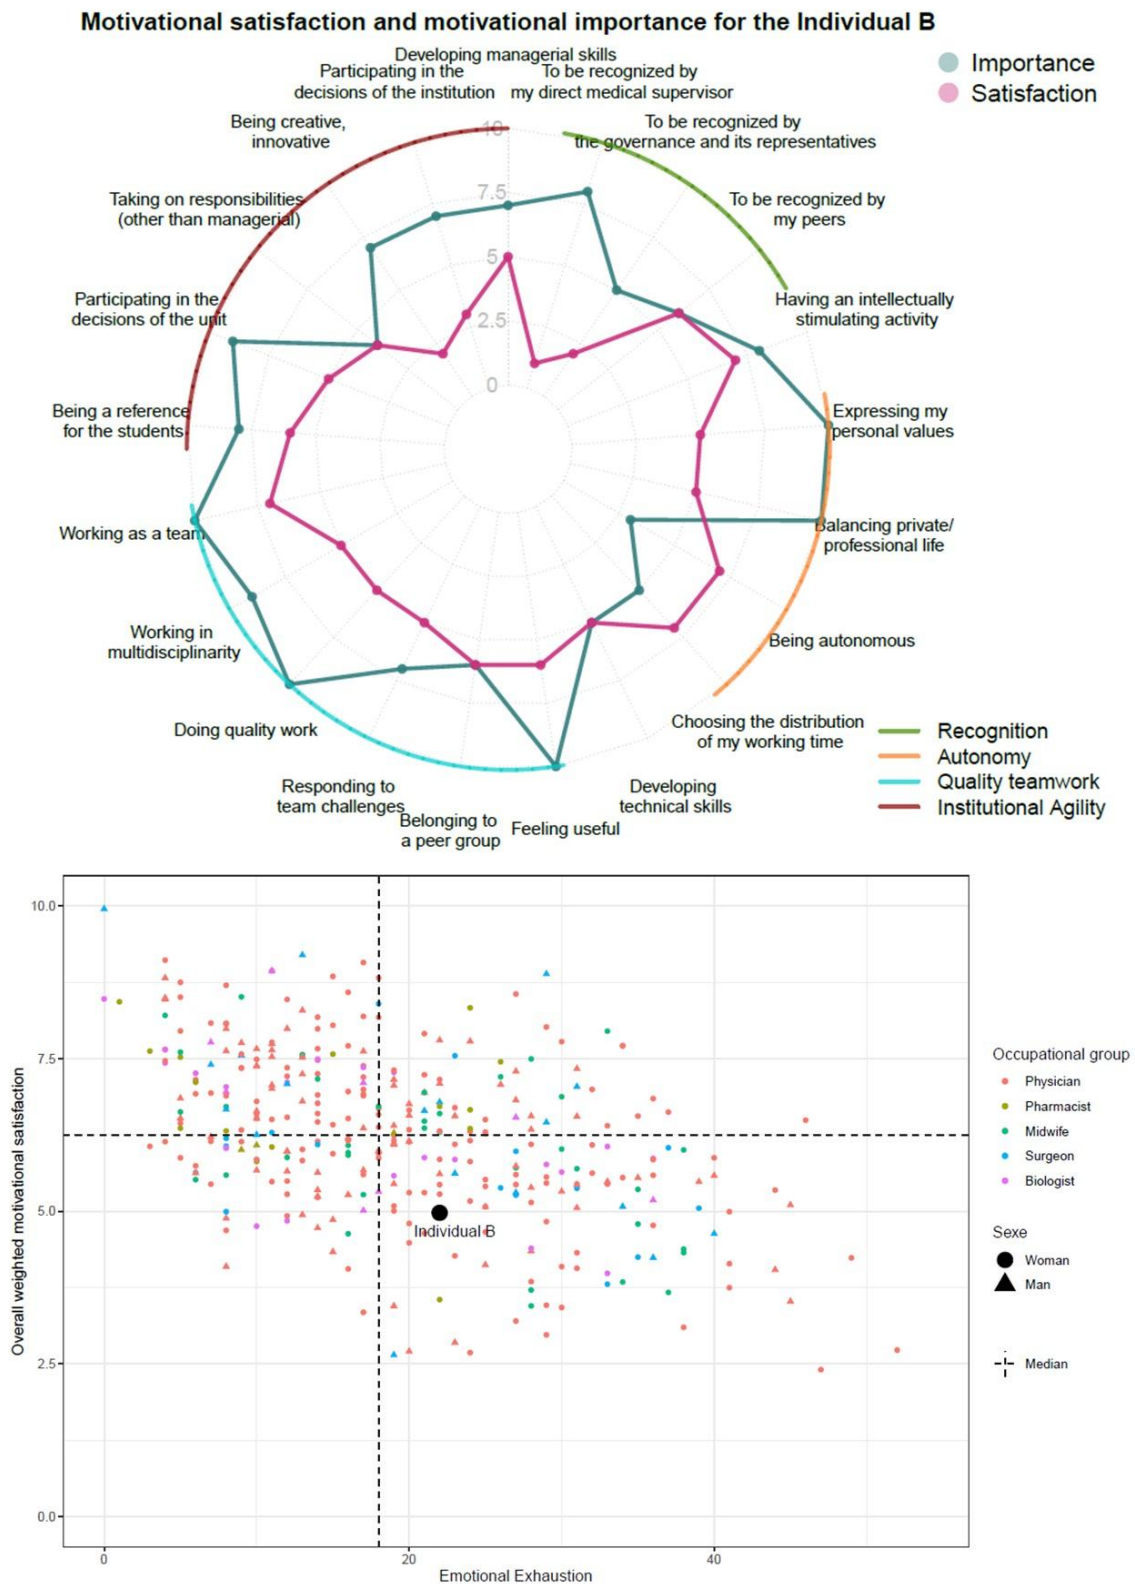 Motivational satisfaction and motivational importance for the Individual B
Developing managerial skills
Participating in the
decisions of the institution
To be recognized by
my direct medical supervisor
Importance
Satisfaction
Being creative,
innovative
To be recognized by
the governance and its representatives
10
Taking on responsibilities
(other than managerial)
To be recognized by
my peers
7.5
5
Participating in the
decisions of the unit
Having an intellectually
stimulating activity
2.5
0
Being a reference
for the students
Expressing my
personal values
Working as a team
Balancing private/
professional life
Working in
multidisciplinarity
Being autonomous
Doing quality work
Choosing the distribution
of my working time
Recognition
Autonomy
Quality teamwork
Institutional Agility
Responding to
team challenges
Developing
technical skills
Belonging to
a peer group
Feeling useful
10.0
7.5
5.0
2.5
0.0
Overall weighted motivational satisfaction
Individual B
0
20
40
Emotional Exhaustion
Occupational group
Physician
Pharmacist
Midwife
Surgeon
Biologist
Sexe
Woman
Man
Median